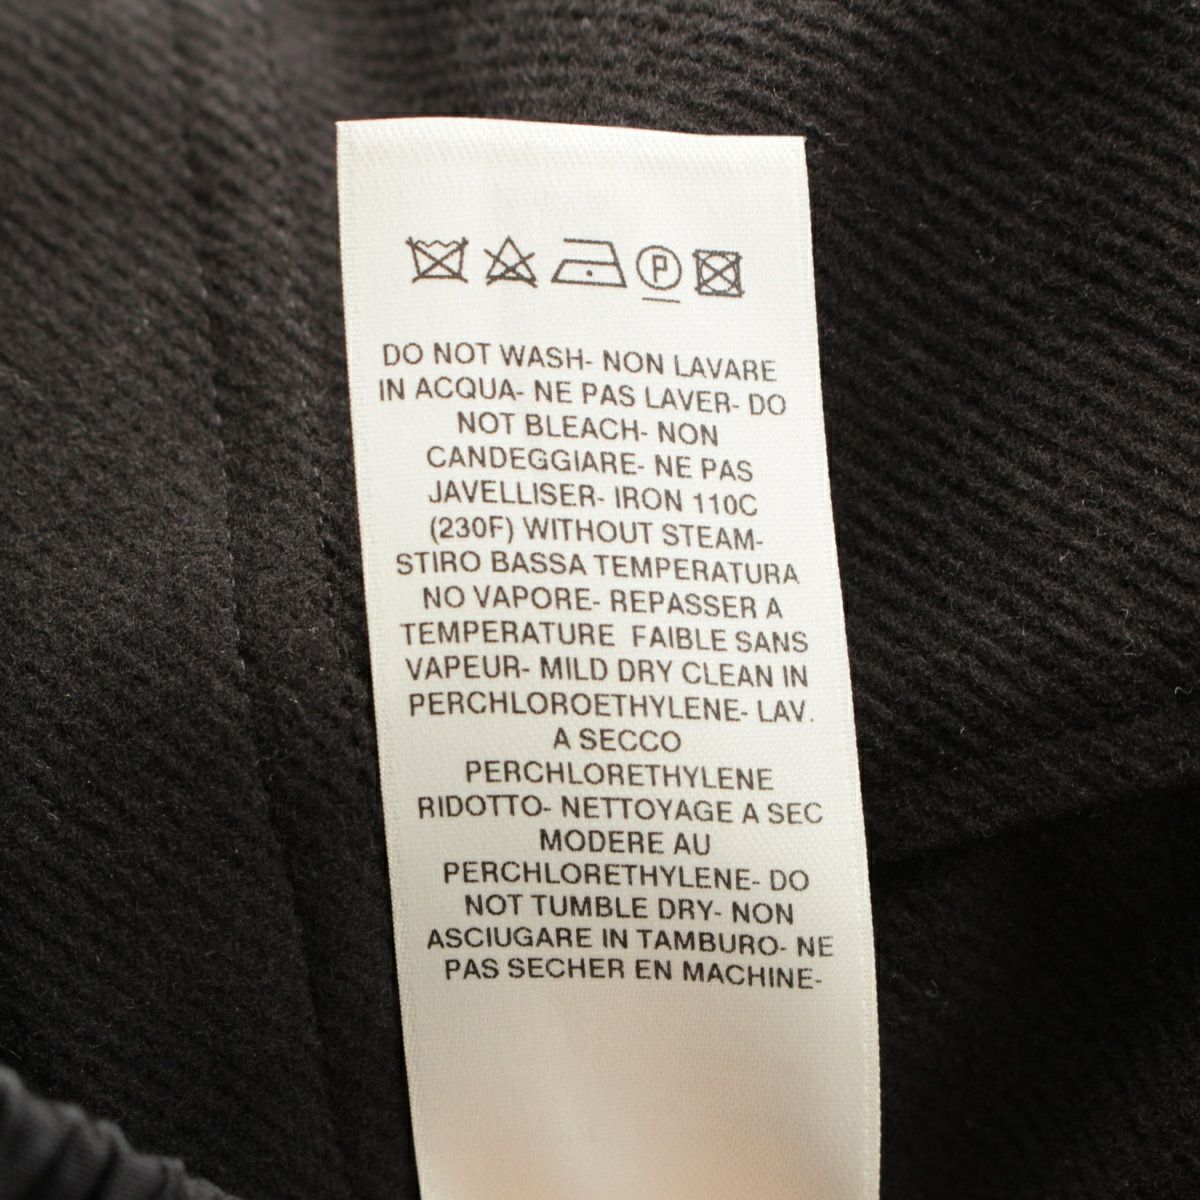 P
DO NOT WASH- NON LAVARE
IN ACQUA- NE PAS LAVER- DO
NOT BLEACH- NON
CANDEGGIARE- NE PAS
JAVELLISER- IRON 110C
(230F) WITHOUT STEAM-
STIRO BASSA TEMPERATURA
NO VAPORE- REPASSER A
TEMPERATURE FAIBLE SANS
VAPEUR- MILD DRY CLEAN IN
PERCHLOROETHYLENE- LAV.
A SECCO
PERCHLORETHYLENE
RIDOTTO- NETTOYAGE A SEC
MODERE AU
PERCHLORETHYLENE- DO
NOT TUMBLE DRY- NON
ASCIUGARE IN TAMBURO- NE
PAS SECHER EN MACHINE-